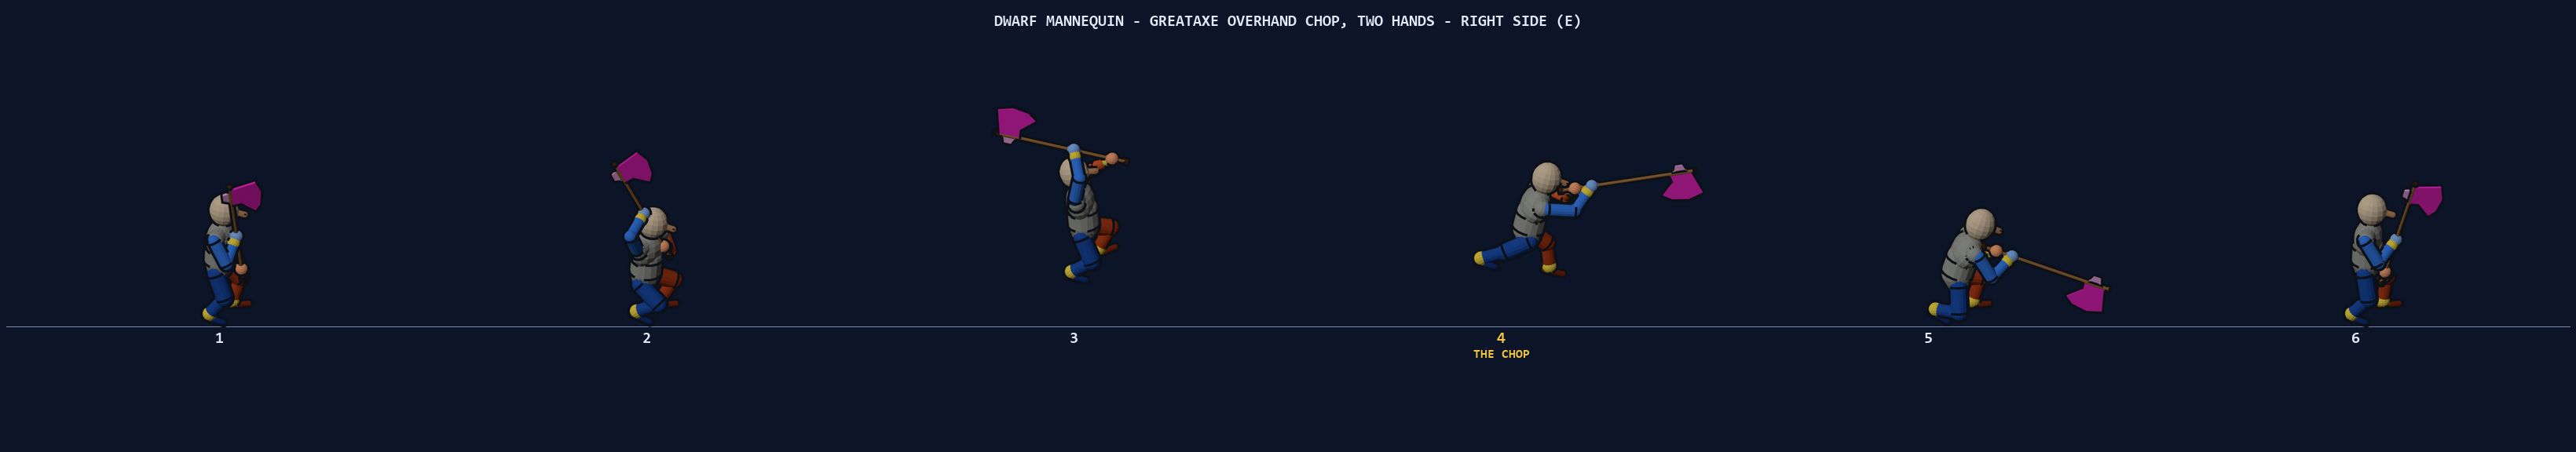 DWARF MANNEQUIN - GREATAXE OVERHAND CHOP, TWO HANDS - RIGHT SIDE (E)
1 2 3 4 5 6
THE CHOP